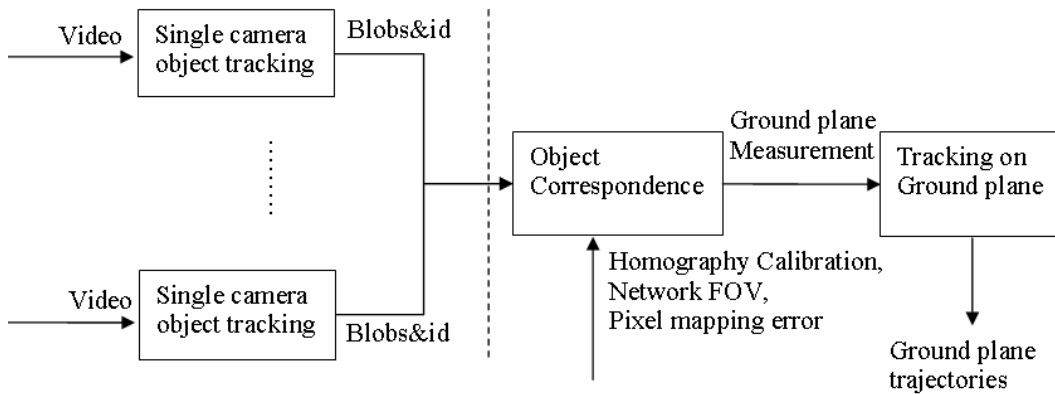 Video
Single camera
object tracking
Blobs&id
Object
Correspondence
Ground plane
Measurement
Tracking on
Ground plane
Video
Single camera
object tracking
Blobs&id
Homography Calibration,
Network FOV,
Pixel mapping error
Ground plane
trajectories